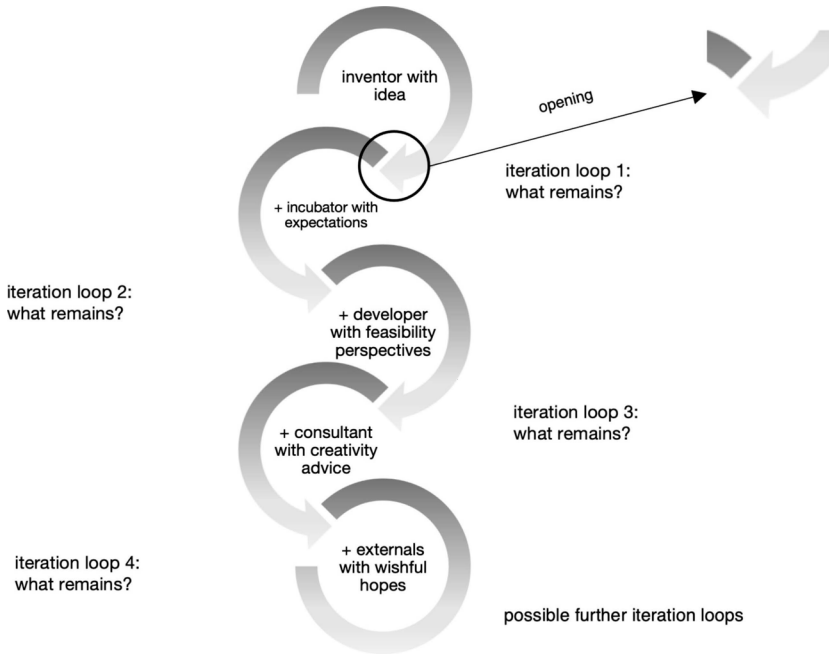 inventor with
idea
opening
iteration loop 1:
what remains?
+ incubator with
expectations
iteration loop 2:
what remains?
+ developer
with feasibility
perspectives
iteration loop 3:
what remains?
+ consultant
with creativity
advice
iteration loop 4:
what remains?
+ externals
with wishful
hopes
possible further iteration loops